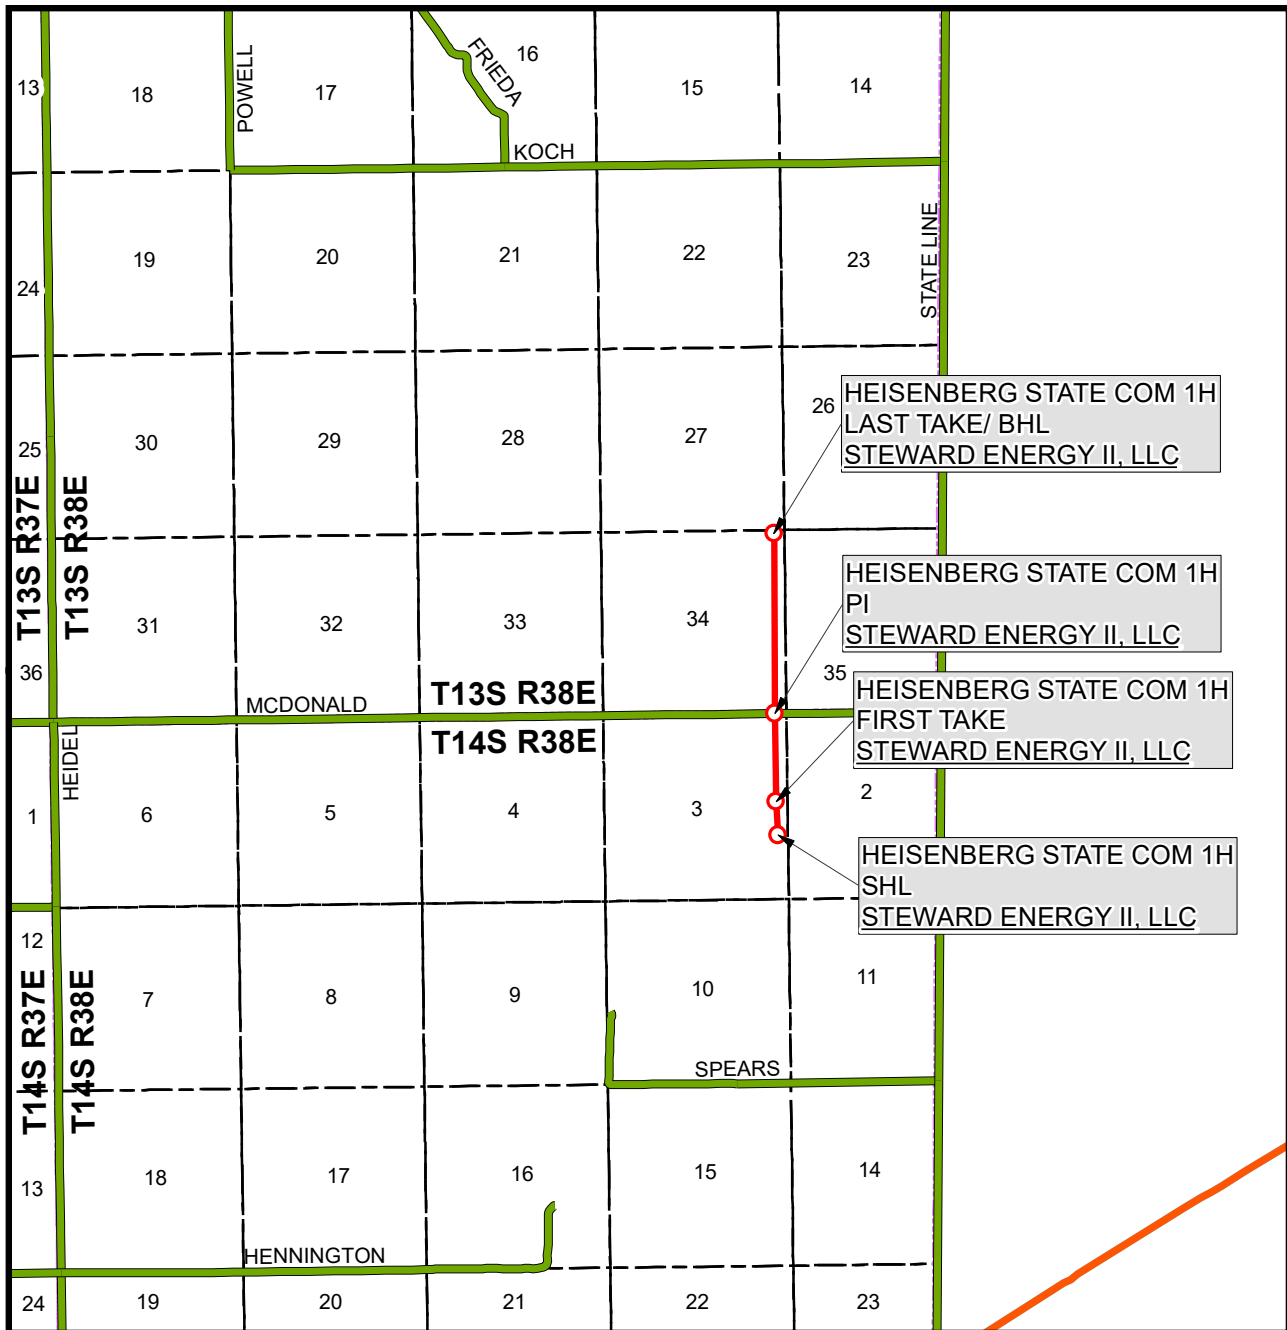 16
FRIEDA
13
18
POWELL
17
15
14
KOCH
24
19
20
21
22
23
STATE LINE
25
30
29
28
27
26
HEISENBERG STATE COM 1H
LAST TAKE/ BHL
STEWARD ENERGY II, LLC
T13S R37E
T13S R38E
HEISENBERG STATE COM 1H
PI
STEWARD ENERGY II, LLC
31
32
33
34
35
36
MCDONALD
T13S R38E
T14S R38E
HEISENBERG STATE COM 1H
FIRST TAKE
STEWARD ENERGY II, LLC
HEIDEL
1
6
5
4
3
2
HEISENBERG STATE COM 1H
SHL
STEWARD ENERGY II, LLC
12
7
8
9
10
11
T14S R37E
T14S R38E
SPEARS
13
18
17
16
15
14
HENNINGTON
24
19
20
21
22
23